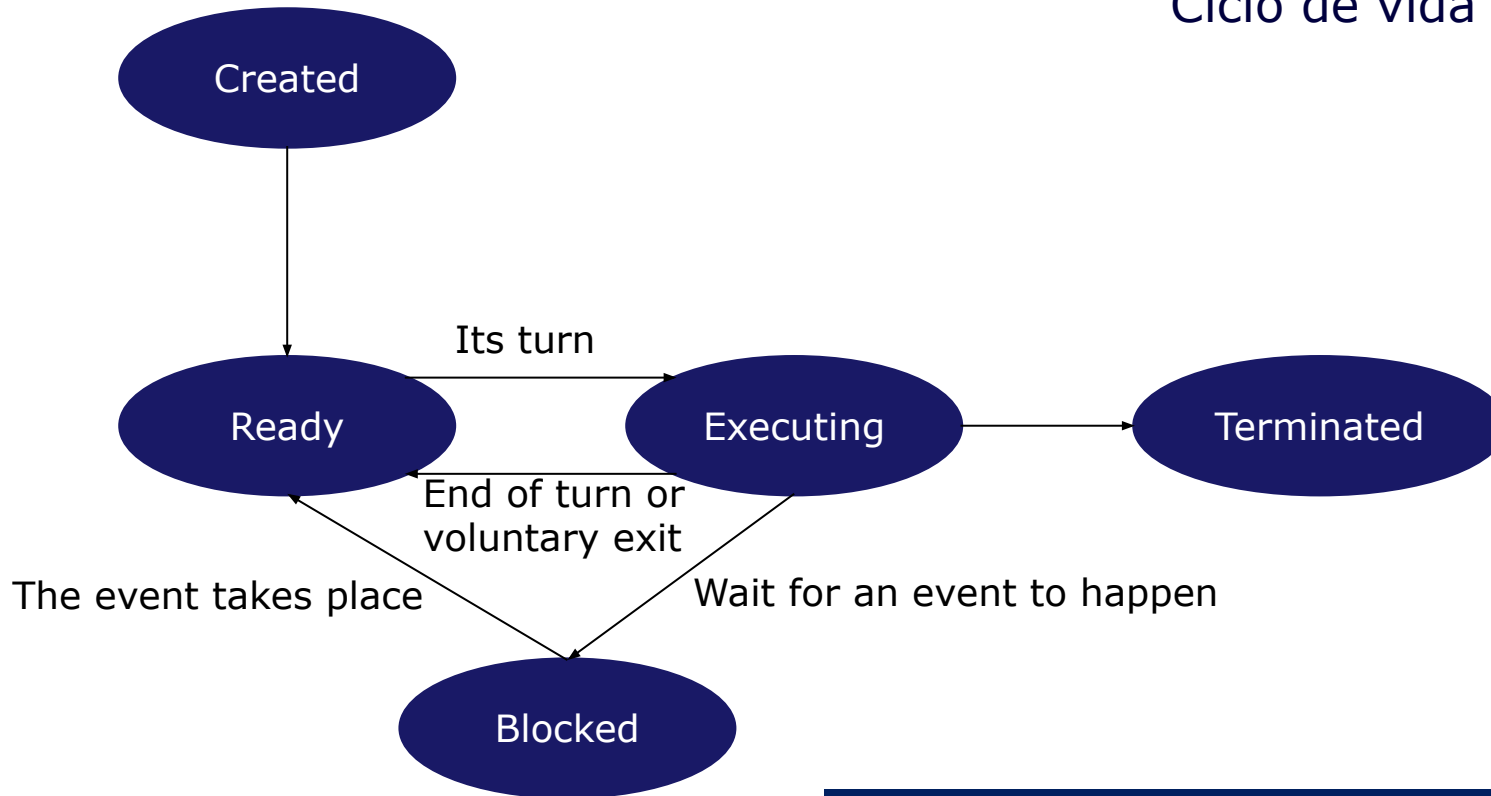 Ciclo de vida
Created
Its turn
Ready
Executing
Terminated
End of turn or
voluntary exit
The event takes place
Wait for an event to happen
Blocked